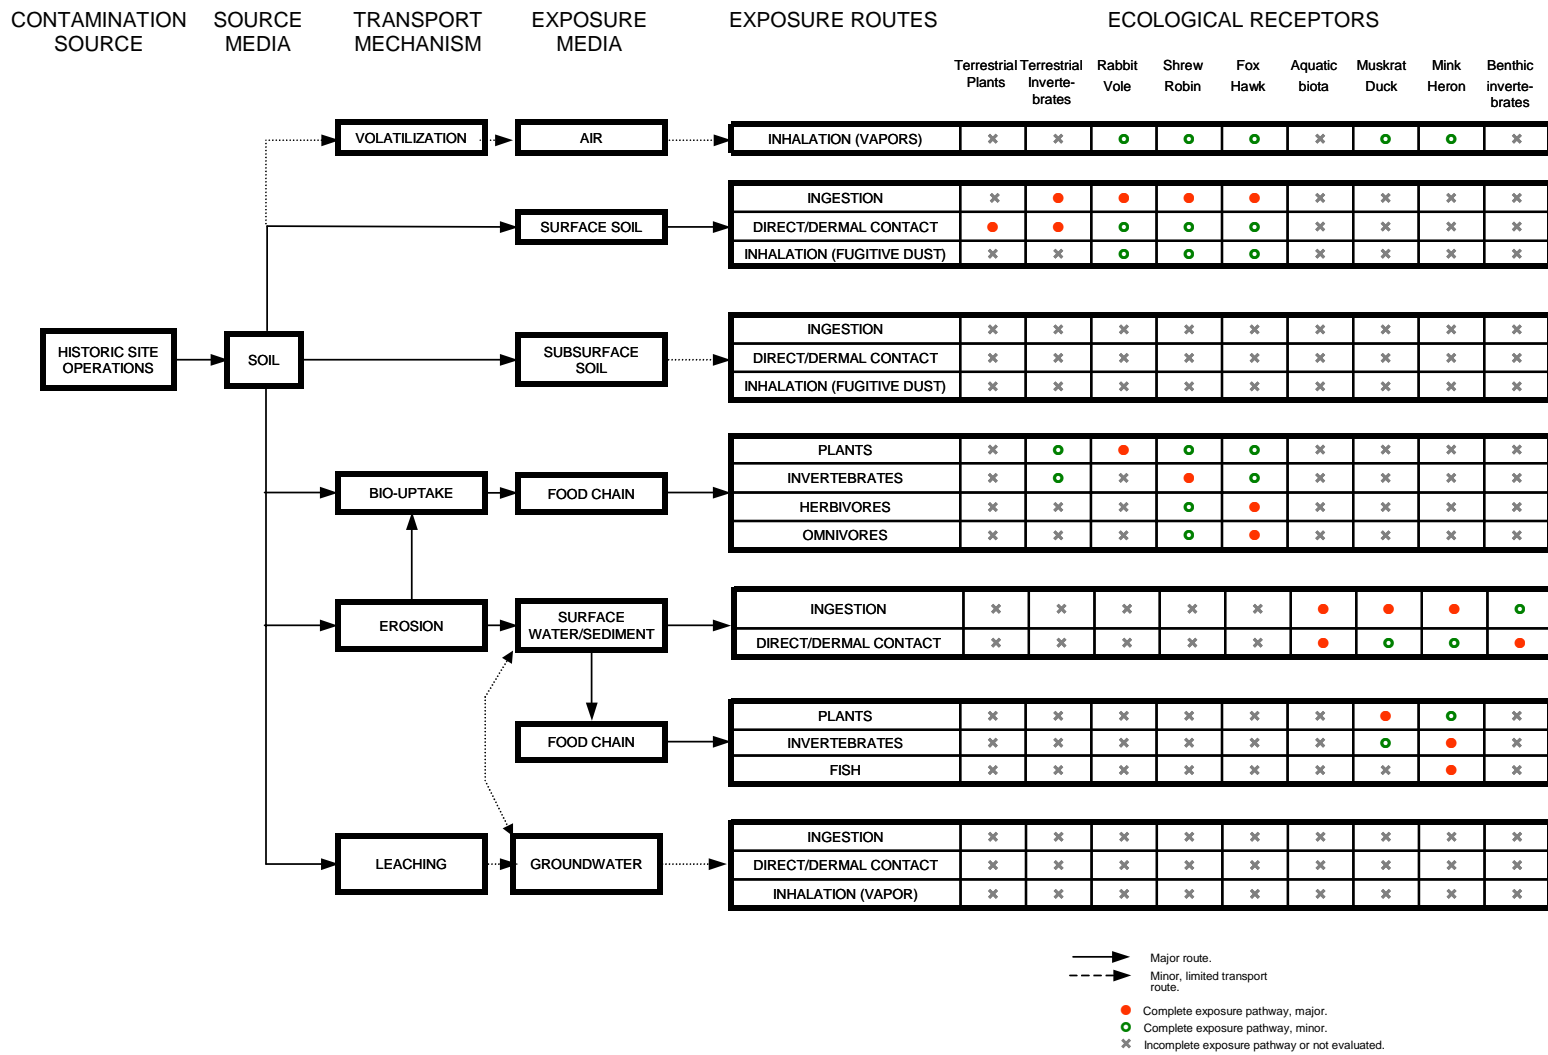 CONTAMINATION
SOURCE
SOURCE
MEDIA
TRANSPORT
MECHANISM
EXPOSURE
MEDIA
EXPOSURE ROUTES
ECOLOGICAL RECEPTORS
Terrestrial
Plants
Terrestrial
Inverte-
brates
Rabbit
Vole
Shrew
Robin
Fox
Hawk
Aquatic
biota
Muskrat
Duck
Mink
Heron
Benthic
inverte-
brates
VOLATILIZATION
AIR
INHALATION (VAPORS)
SURFACE SOIL
INGESTION
DIRECT/DERMAL CONTACT
INHALATION (FUGITIVE DUST)
HISTORIC SITE
OPERATIONS
SOIL
SUBSURFACE
SOIL
INGESTION
DIRECT/DERMAL CONTACT
INHALATION (FUGITIVE DUST)
BIO-UPTAKE
FOOD CHAIN
PLANTS
INVERTEBRATES
HERBIVORES
OMNIVORES
EROSION
SURFACE
WATER/SEDIMENT
INGESTION
DIRECT/DERMAL CONTACT
FOOD CHAIN
PLANTS
INVERTEBRATES
FISH
LEACHING
GROUNDWATER
INGESTION
DIRECT/DERMAL CONTACT
INHALATION (VAPOR)
Major route.
Minor, limited transport
route.
Complete exposure pathway, major.
Complete exposure pathway, minor.
Incomplete exposure pathway or not evaluated.